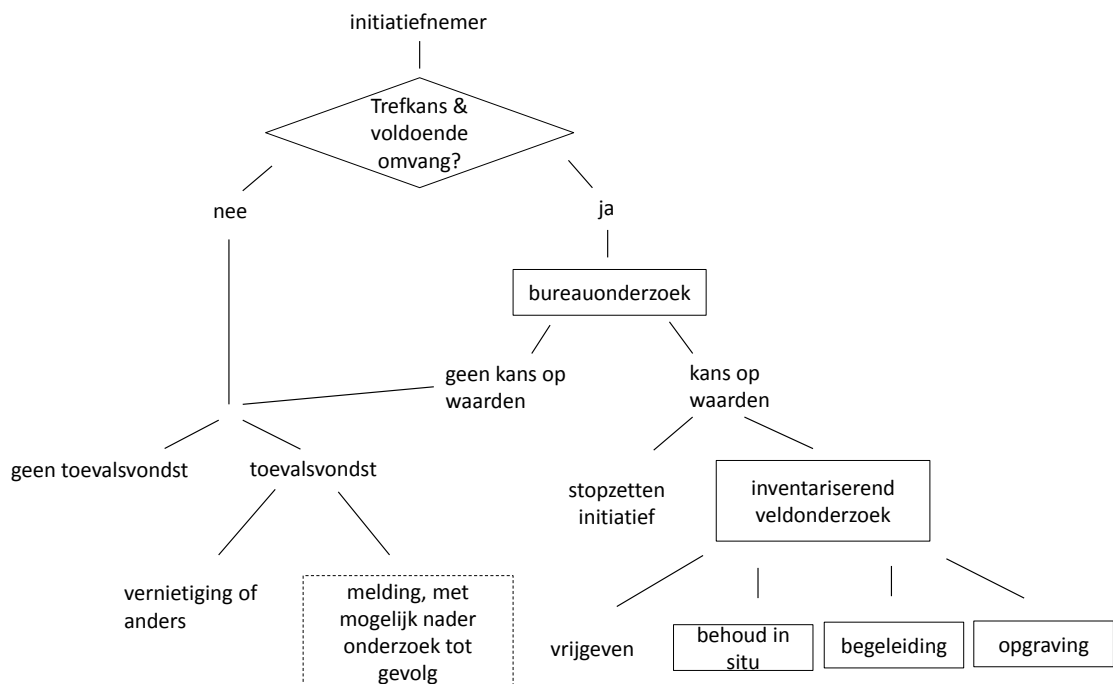 initiatiefnemer
Trefkans &
voldoende
omvang?
nee
ja
bureauonderzoek
geen kans op
waarden
kans op
waarden
geen toevalsvondst
toevalsvondst
stopzetten
initiatief
inventariserend
veldonderzoek
vernietiging of
anders
melding, met
mogelijk nader
onderzoek tot
gevolg
vrijgeven
behoud in
situ
begeleiding
opgraving